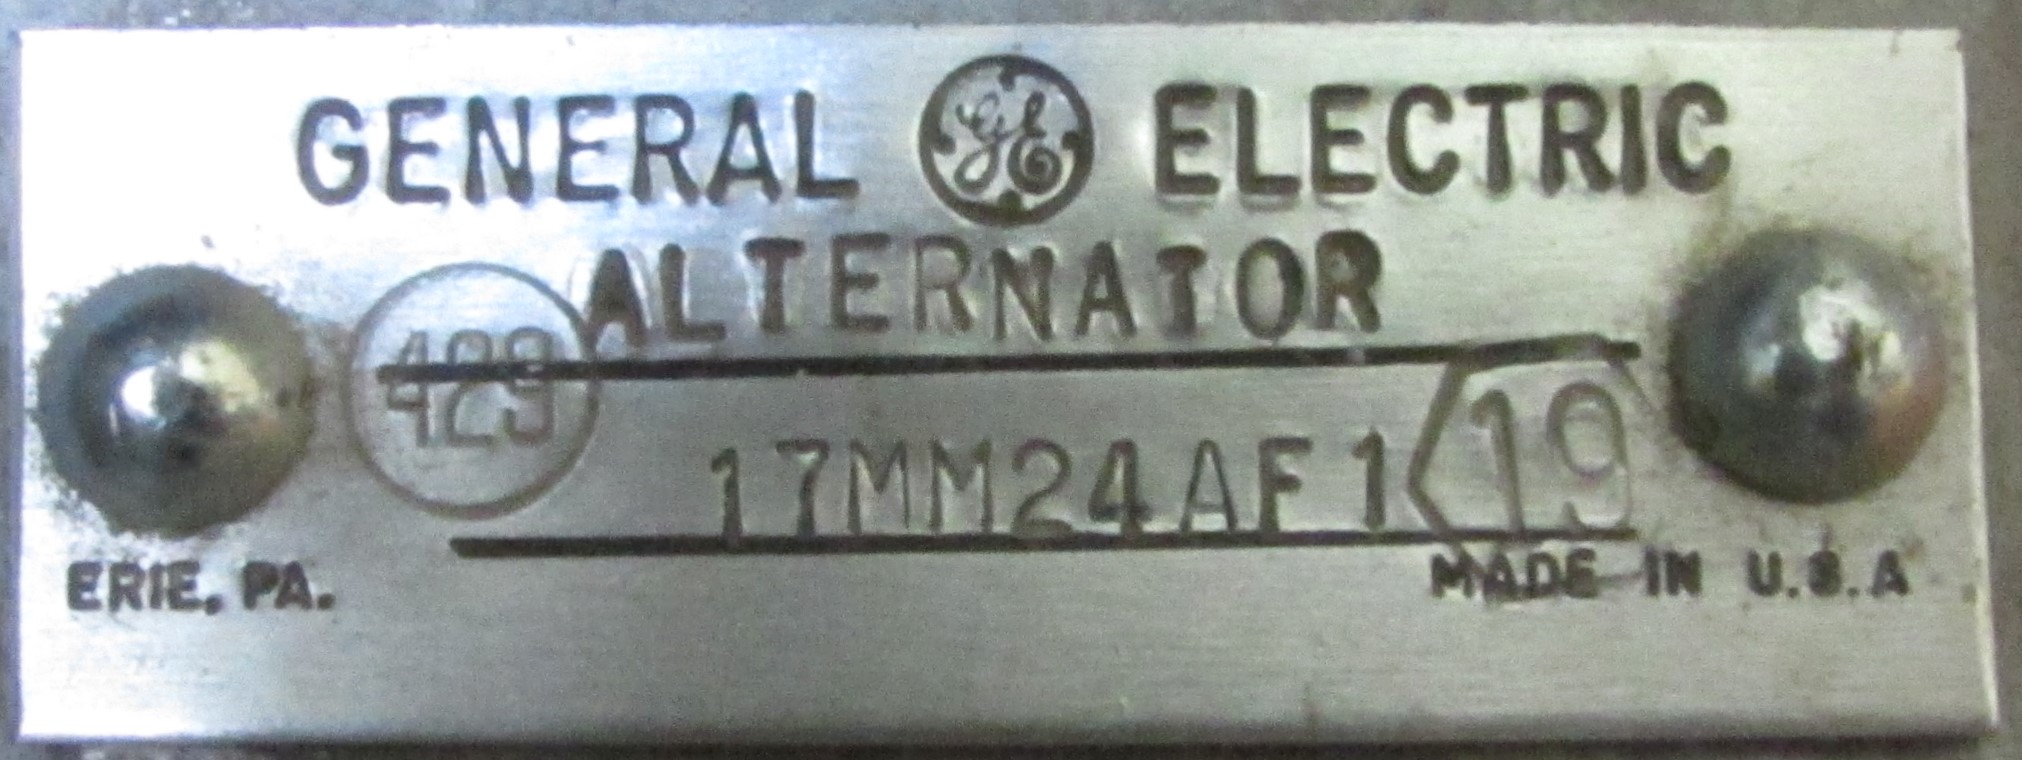 GENERAL GE ELECTRIC
ALTERNATOR
429
17MM24AF1 19
ERIE, PA. MADE IN U.S.A